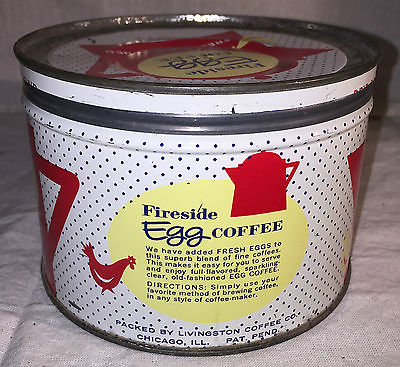 Fireside
Egg
Fireside
Egg COFFEE
We have added FRESH EGGS to
this superb blend of fine coffees.
This makes it easy for you to serve
and enjoy full-flavored, sparkling-
clear, old-fashioned EGG COFFEE.
DIRECTIONS: Simply use your
favorite method of brewing coffee,
in any style of coffee-maker.
PACKED BY LIVINGSTON COFFEE CO.
CHICAGO, ILL. PAT. PEND.